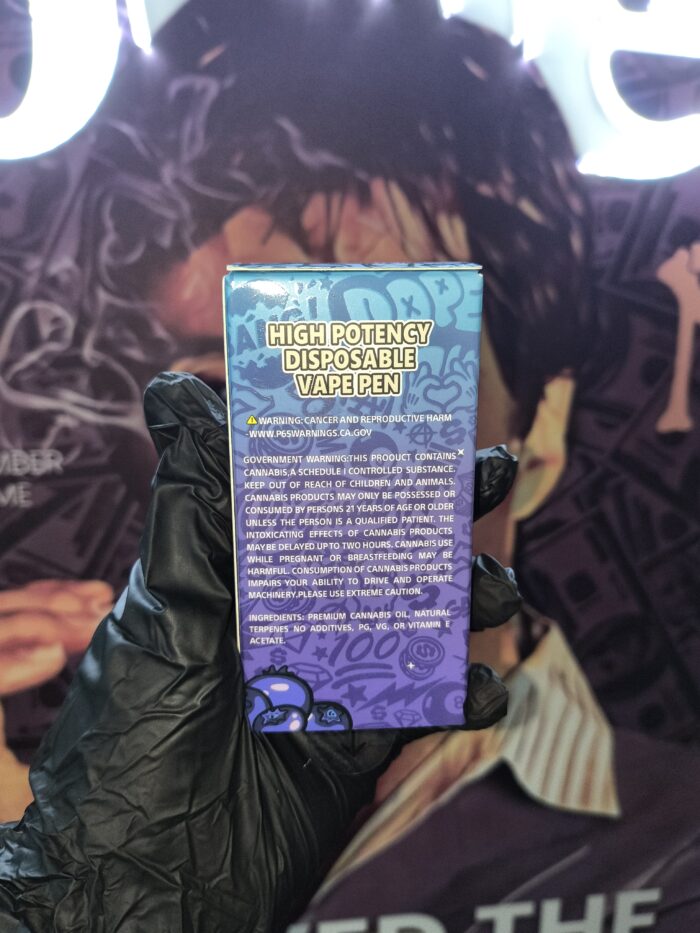 DOPE
HIGH POTENCY
DISPOSABLE
VAPE PEN
WARNING: CANCER AND REPRODUCTIVE HARM
-WWW.P65WARNINGS.CA.GOV
GOVERNMENT WARNING:THIS PRODUCT CONTAINS
CANNABIS,A SCHEDULE I CONTROLLED SUBSTANCE.
KEEP OUT OF REACH OF CHILDREN AND ANIMALS.
CANNABIS PRODUCTS MAY ONLY BE POSSESSED OR
CONSUMED BY PERSONS 21 YEARS OF AGE OR OLDER
UNLESS THE PERSON IS A QUALIFIED PATIENT. THE
INTOXICATING EFFECTS OF CANNABIS PRODUCTS
MAY BE DELAYED UP TO TWO HOURS. CANNABIS USE
WHILE PREGNANT OR BREASTFEEDING MAY BE
HARMFUL. CONSUMPTION OF CANNABIS PRODUCTS
IMPAIRS YOUR ABILITY TO DRIVE AND OPERATE
MACHINERY.PLEASE USE EXTREME CAUTION.
INGREDIENTS: PREMIUM CANNABIS OIL, NATURAL
TERPENES NO ADDITIVES, PG, VG, OR VITAMIN E
ACETATE.
100
THE